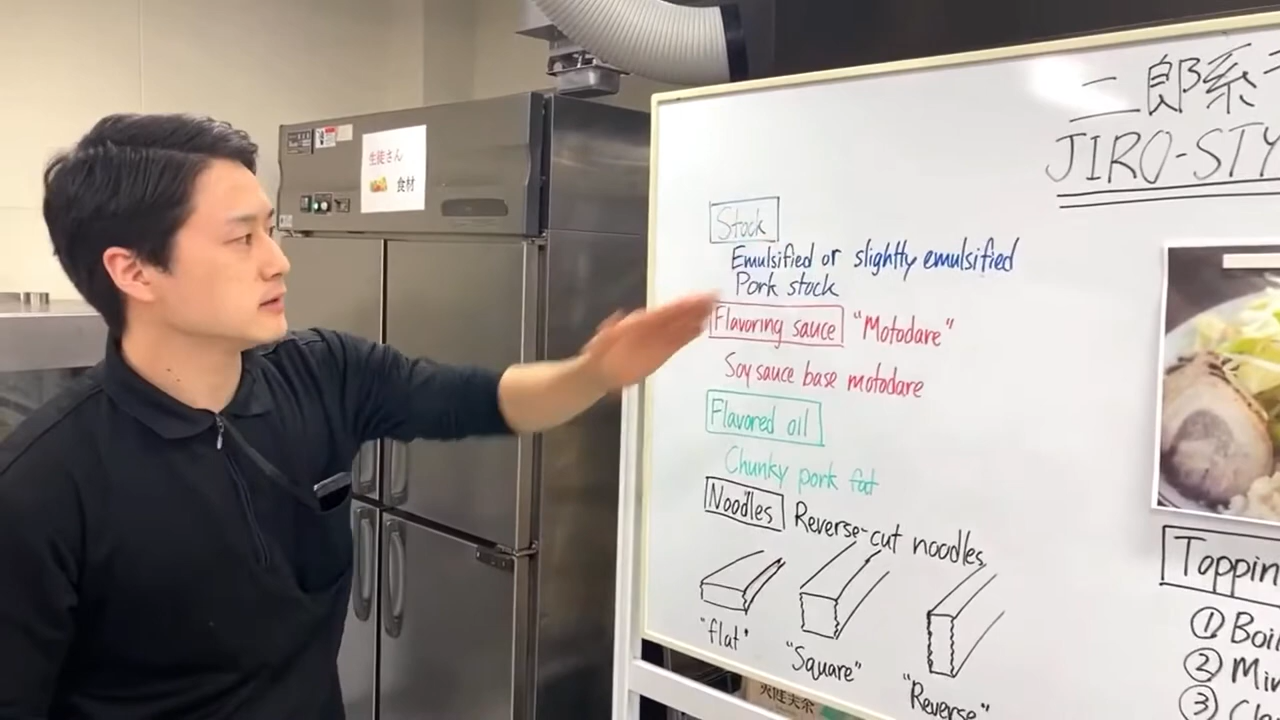 生徒さん
食材
二郎系
JIRO-STY
Stock
Emulsified or slightly emulsified
Pork stock
Flavoring sauce "Motodare"
Soy sauce base motodare
Flavored oil
Chunky pork fat
Noodles Reverse-cut noodles
"flat" "Square" "Reverse"
Toppin
① Boi
② Min
③ Ch